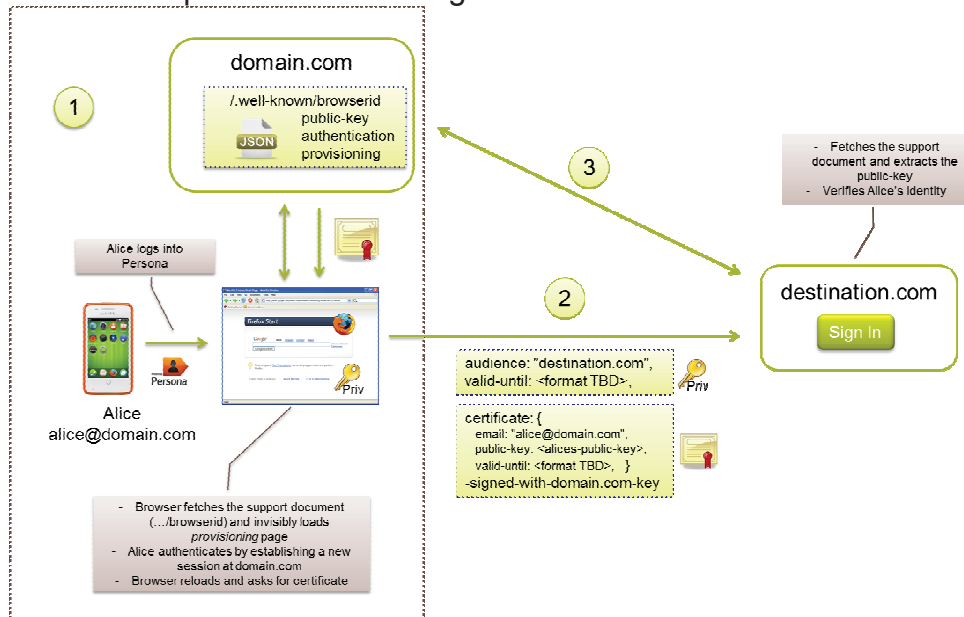 domain.com
1
/.well-known/browserid
public-key
authentication
provisioning
JSON
Alice logs into
Persona
Persona
Alice
alice@domain.com
Firefox Start
Priv
- Browser fetches the support document
(…/browserid) and invisibly loads
provisioning page
- Alice authenticates by establishing a new
session at domain.com
- Browser reloads and asks for certificate
2
audience: "destination.com",
valid-until: <format TBD>,
Priv
certificate: {
email: "alice@domain.com",
public-key: <alices-public-key>,
valid-until: <format TBD>, }
-signed-with-domain.com-key
3
- Fetches the support
document and extracts the
public-key
- Verifies Alice's Identity
destination.com
Sign In